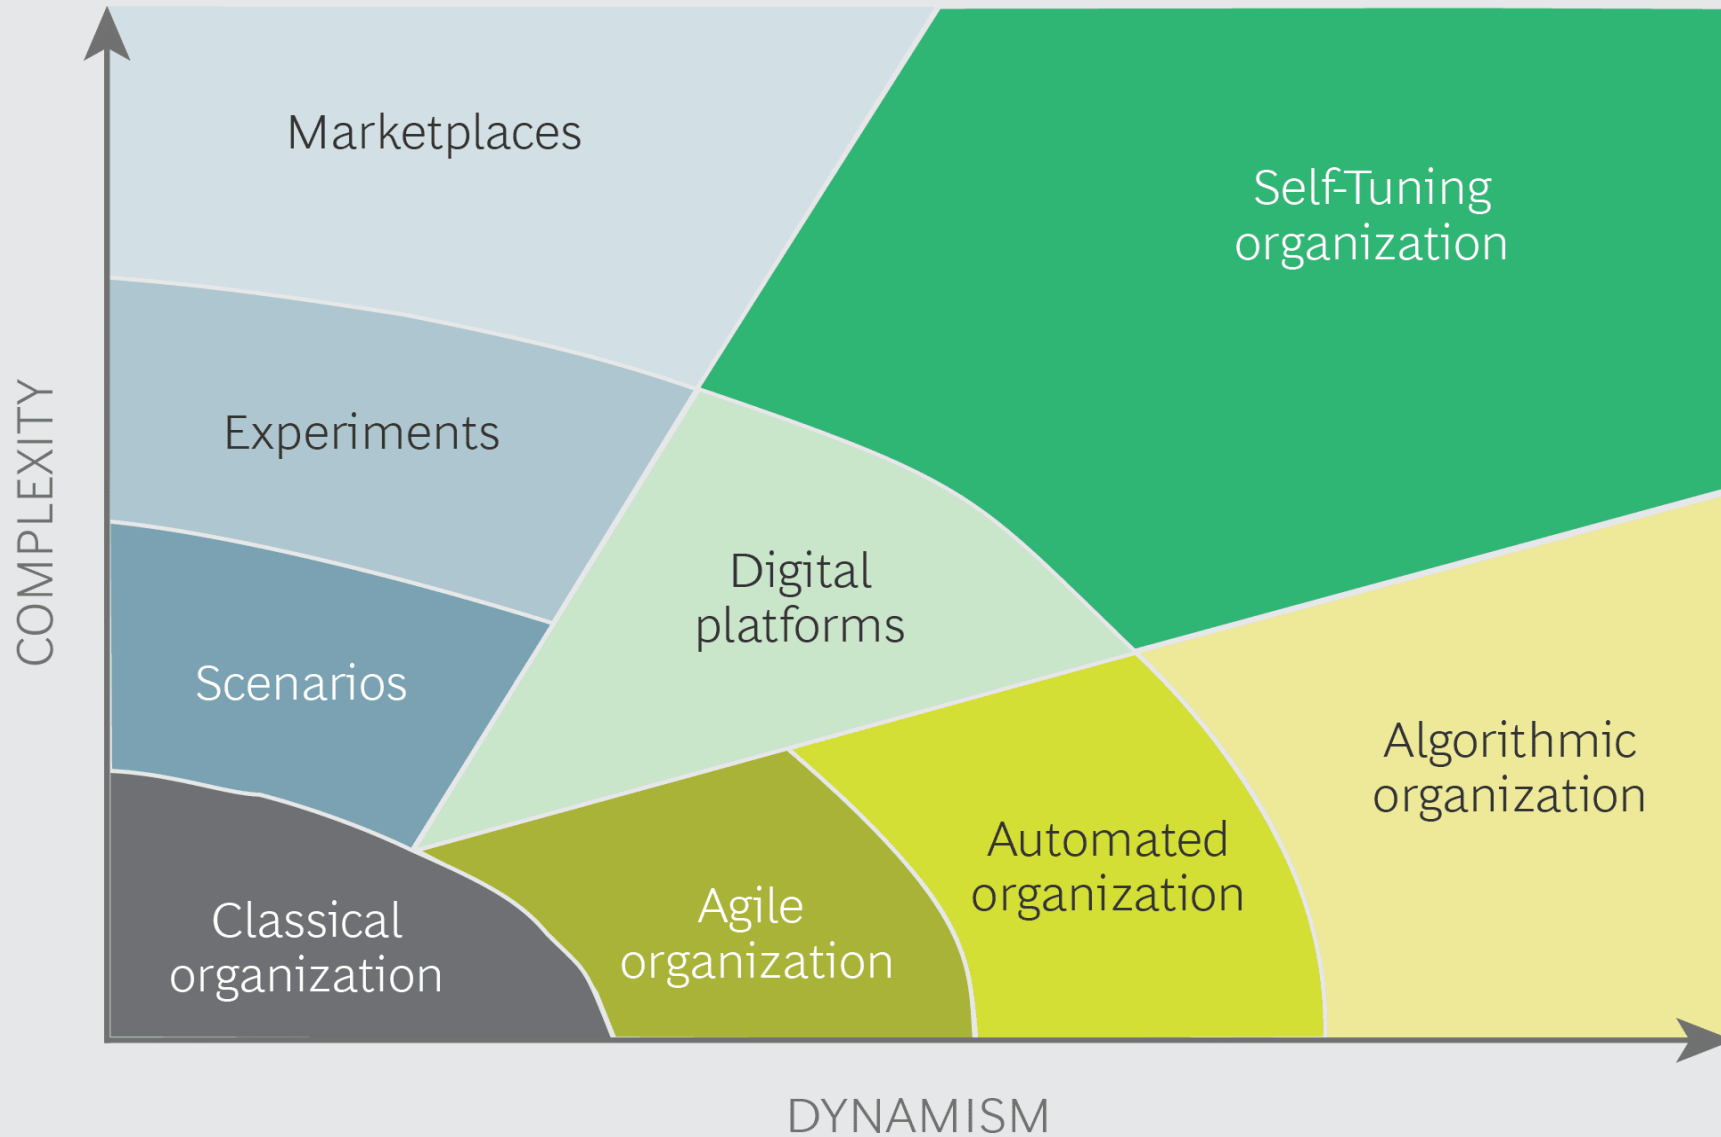 Marketplaces
Self-Tuning
organization
Experiments
Digital
platforms
Scenarios
Algorithmic
organization
Automated
organization
Agile
organization
Classical
organization
COMPLEXITY
DYNAMISM